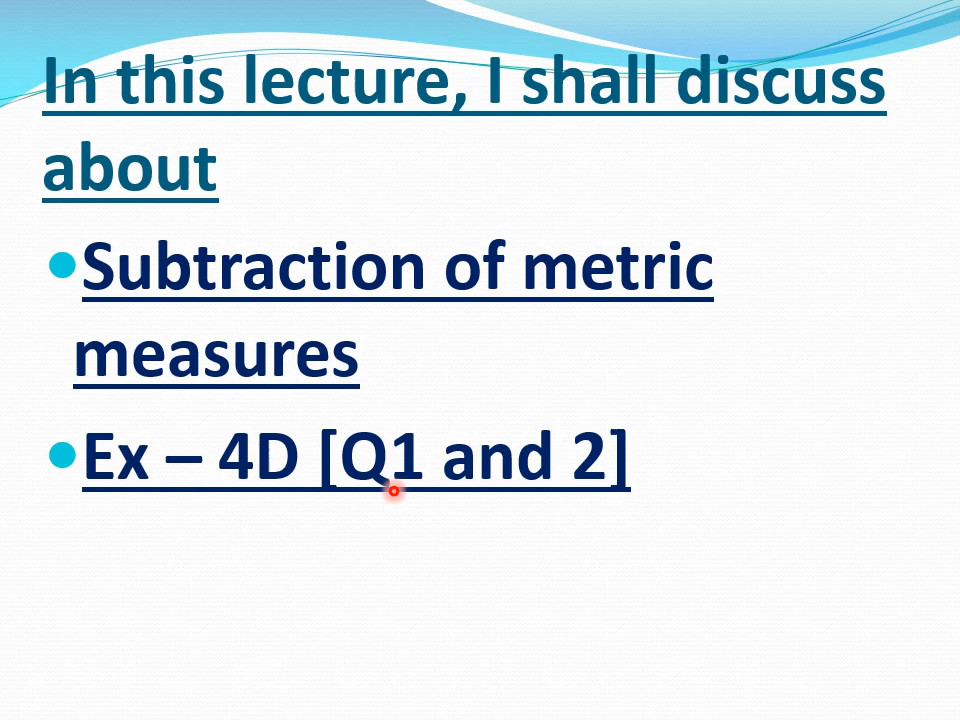 In this lecture, I shall discuss
about
•Subtraction of metric
measures
•Ex – 4D [Q1 and 2]